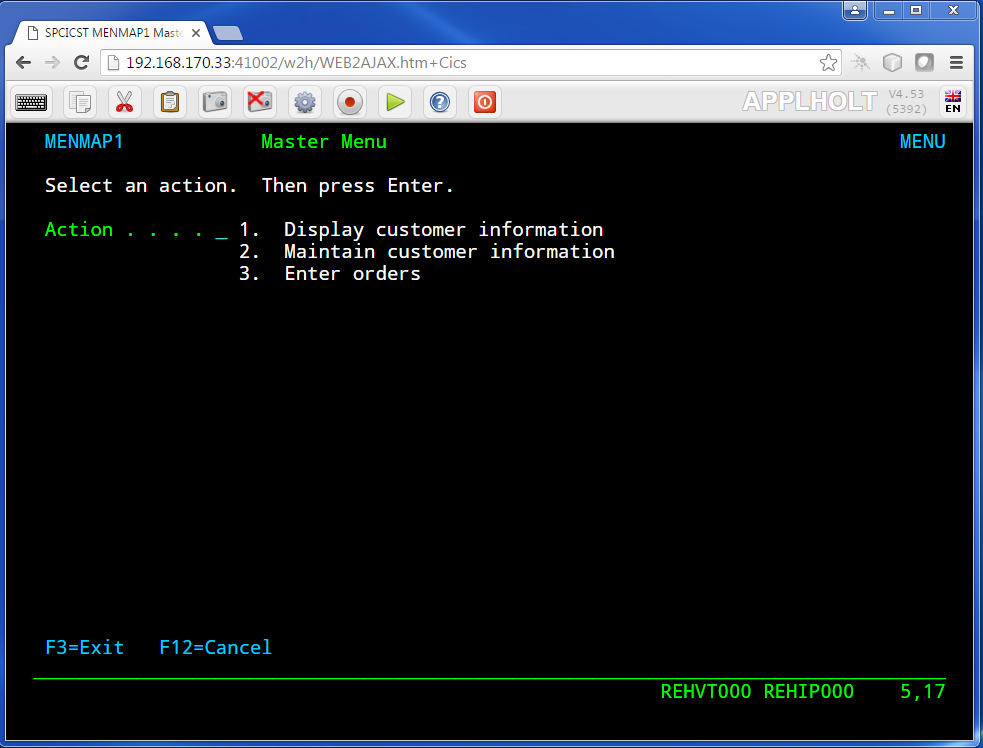 SPCICST MENMAP1 Maste
192.168.170.33:41002/w2h/WEB2AJAX.htm+Cics
APPLHOLT V4.53
(5392)
EN
MENMAP1 Master Menu MENU
Select an action. Then press Enter.
Action . . . . _ 1. Display customer information
2. Maintain customer information
3. Enter orders
F3=Exit F12=Cancel
REHVT000 REHIP000 5,17